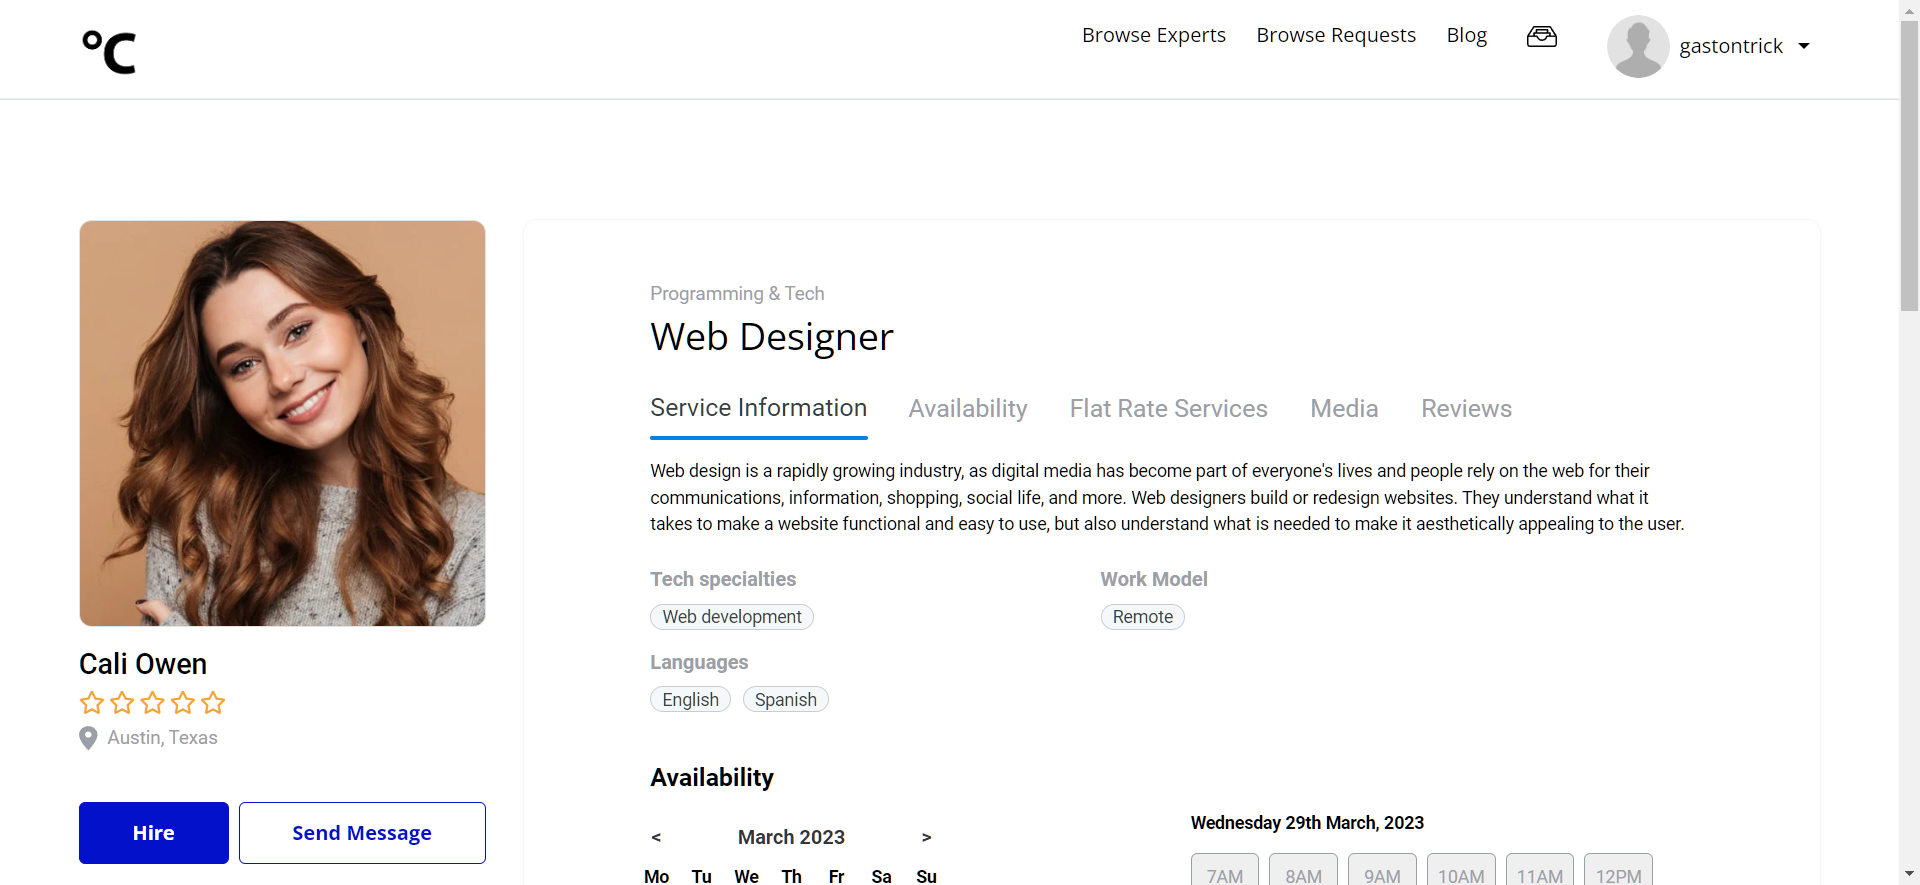 °C
Browse Experts Browse Requests Blog
gastontrick
Programming & Tech
Web Designer
Service Information Availability Flat Rate Services Media Reviews
Web design is a rapidly growing industry, as digital media has become part of everyone's lives and people rely on the web for their
communications, information, shopping, social life, and more. Web designers build or redesign websites. They understand what it
takes to make a website functional and easy to use, but also understand what is needed to make it aesthetically appealing to the user.
Tech specialties
Web development
Work Model
Remote
Languages
English Spanish
Cali Owen
Austin, Texas
Hire Send Message
Availability
< March 2023 >
Mo Tu We Th Fr Sa Su
Wednesday 29th March, 2023
7AM 8AM 9AM 10AM 11AM 12PM